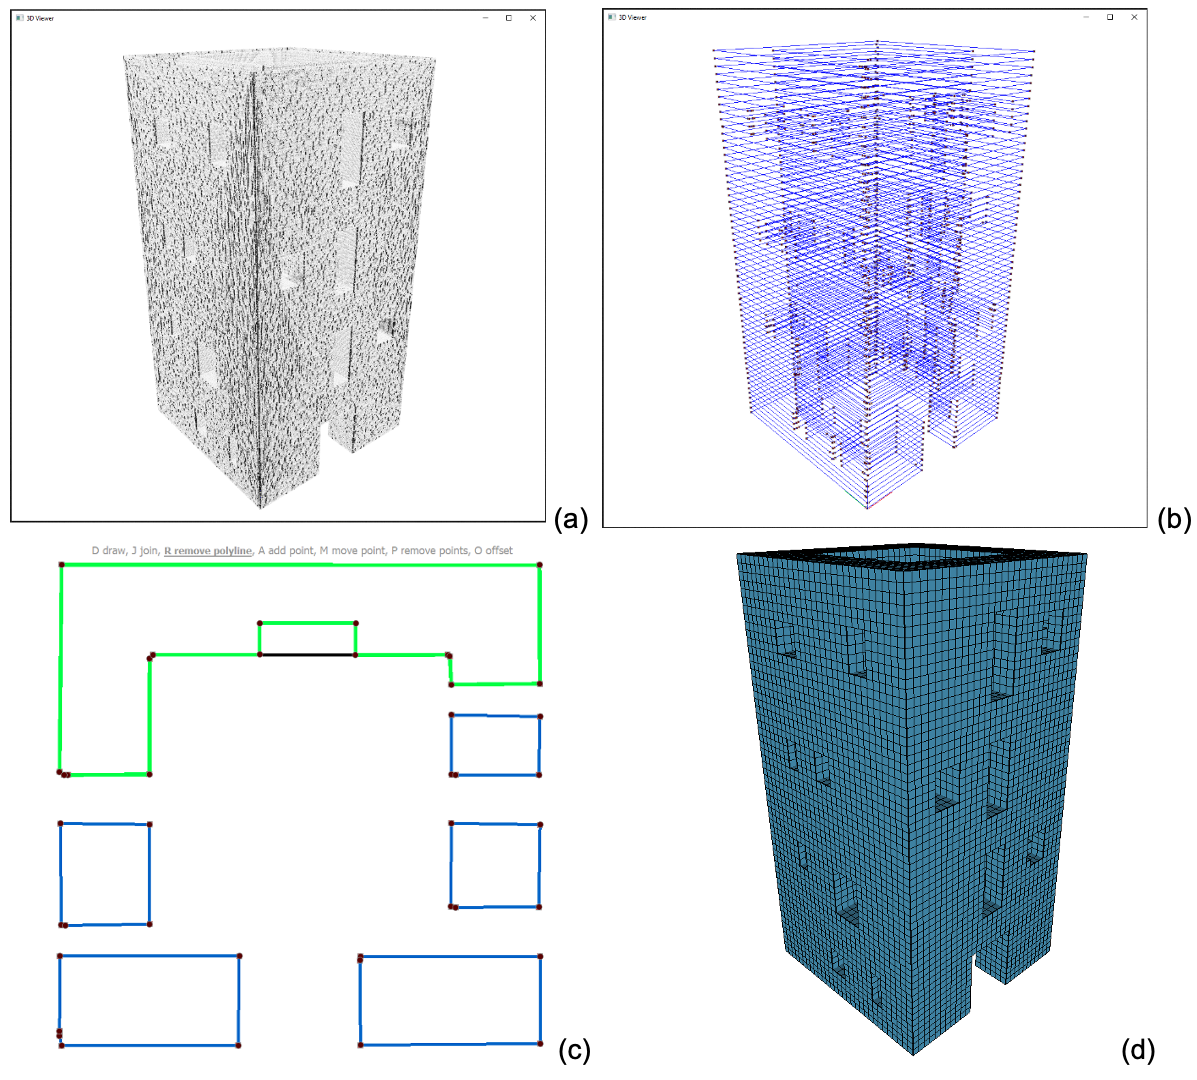 3D Viewer
3D Viewer
(a)
(b)
D draw, J join, R remove polyline, A add point, M move point, P remove points, O offset
(c)
(d)